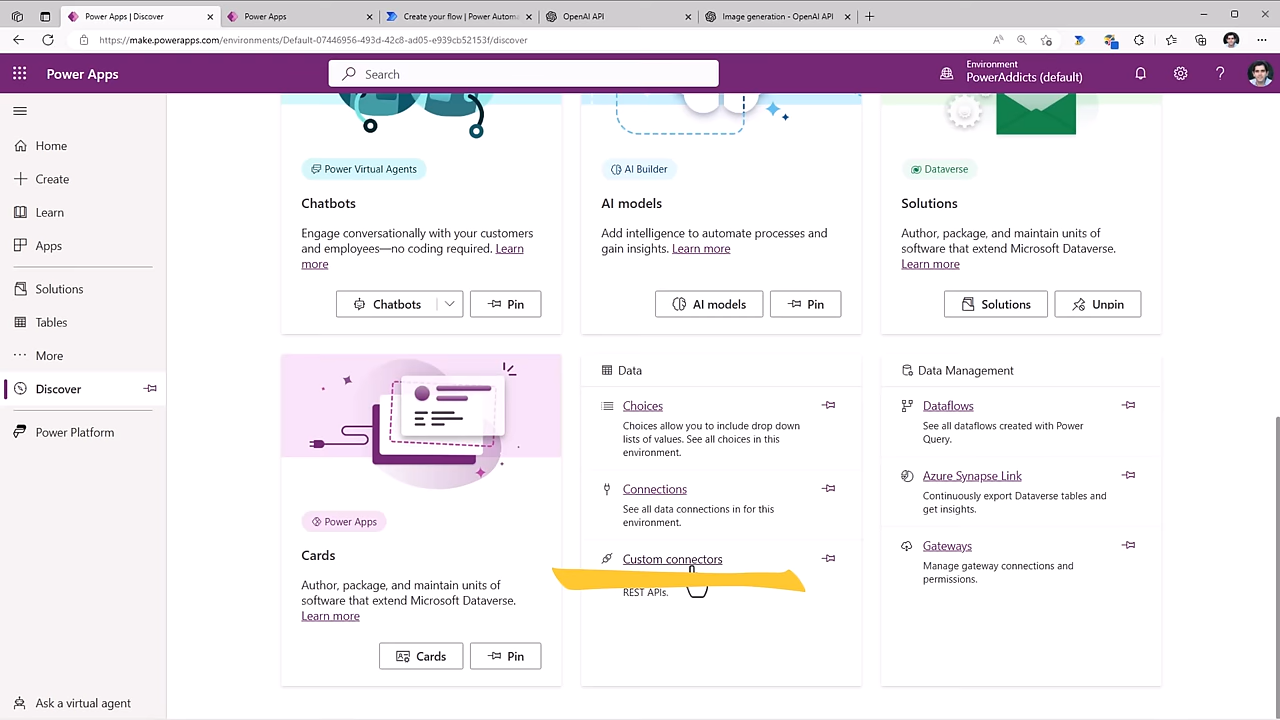 Power Apps | Discover
Power Apps
Create your flow | Power Automa
OpenAI API
Image generation - OpenAI API
https://make.powerapps.com/environments/Default-07446956-493d-42c8-ad05-e939cb52153f/discover
Power Apps
Search
Environment
PowerAddicts (default)
Home
Create
Learn
Apps
Solutions
Tables
More
Discover
Power Platform
Ask a virtual agent
Power Virtual Agents
Chatbots
Engage conversationally with your customers
and employees—no coding required. Learn
more
Chatbots
Pin
AI Builder
AI models
Add intelligence to automate processes and
gain insights. Learn more
AI models
Pin
Dataverse
Solutions
Author, package, and maintain units of
software that extend Microsoft Dataverse.
Learn more
Solutions
Unpin
Power Apps
Cards
Author, package, and maintain units of
software that extend Microsoft Dataverse.
Learn more
Cards
Pin
Data
Choices
Choices allow you to include drop down
lists of values. See all choices in this
environment.
Connections
See all data connections in for this
environment.
Custom connectors
REST APIs.
Data Management
Dataflows
See all dataflows created with Power
Query.
Azure Synapse Link
Continuously export Dataverse tables and
get insights.
Gateways
Manage gateway connections and
permissions.